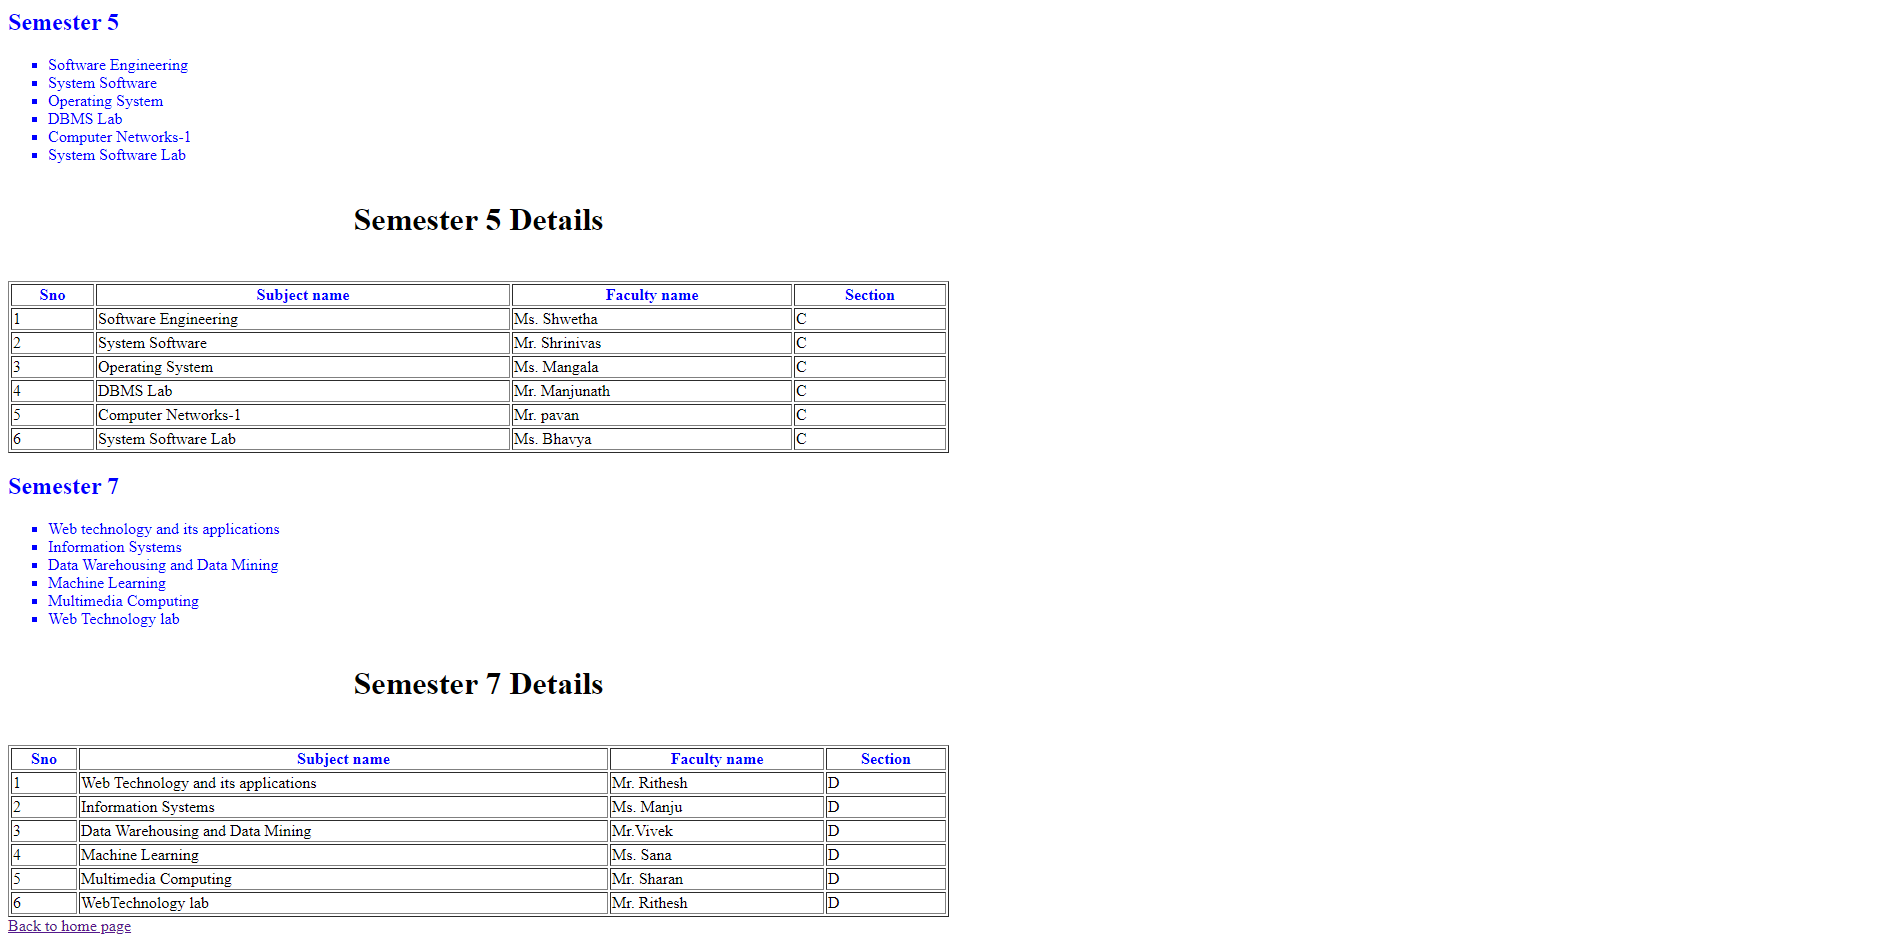 Semester 5
Software Engineering
System Software
Operating System
DBMS Lab
Computer Networks-1
System Software Lab
Semester 5 Details
Sno Subject name Faculty name Section
1 Software Engineering Ms. Shwetha C
2 System Software Mr. Shrinivas C
3 Operating System Ms. Mangala C
4 DBMS Lab Mr. Manjunath C
5 Computer Networks-1 Mr. pavan C
6 System Software Lab Ms. Bhavya C
Semester 7
Web technology and its applications
Information Systems
Data Warehousing and Data Mining
Machine Learning
Multimedia Computing
Web Technology lab
Semester 7 Details
Sno Subject name Faculty name Section
1 Web Technology and its applications Mr. Rithesh D
2 Information Systems Ms. Manju D
3 Data Warehousing and Data Mining Mr.Vivek D
4 Machine Learning Ms. Sana D
5 Multimedia Computing Mr. Sharan D
6 WebTechnology lab Mr. Rithesh D
Back to home page